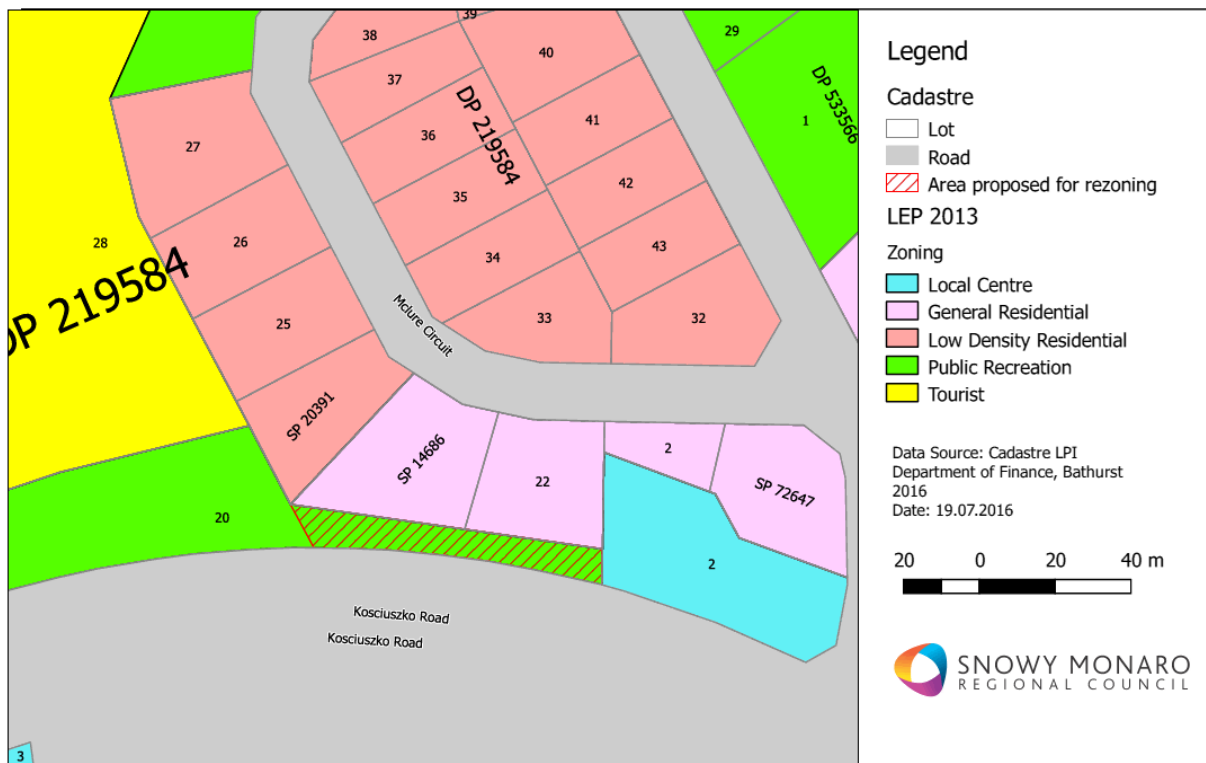 39
38
29
40
37
DP 533566
36
DP 219584
41
1
27
42
35
26
28
34
43
DP 219584
Mclure Circuit
33
32
25
SP 20391
SP 14686
2
22
SP 72647
20
2
Kosciuszko Road
Kosciuszko Road
3
Legend
Cadastre
Lot
Road
Area proposed for rezoning
LEP 2013
Zoning
Local Centre
General Residential
Low Density Residential
Public Recreation
Tourist
Data Source: Cadastre LPI
Department of Finance, Bathurst
2016
Date: 19.07.2016
20 0 20 40 m
SNOWY MONARO
REGIONAL COUNCIL